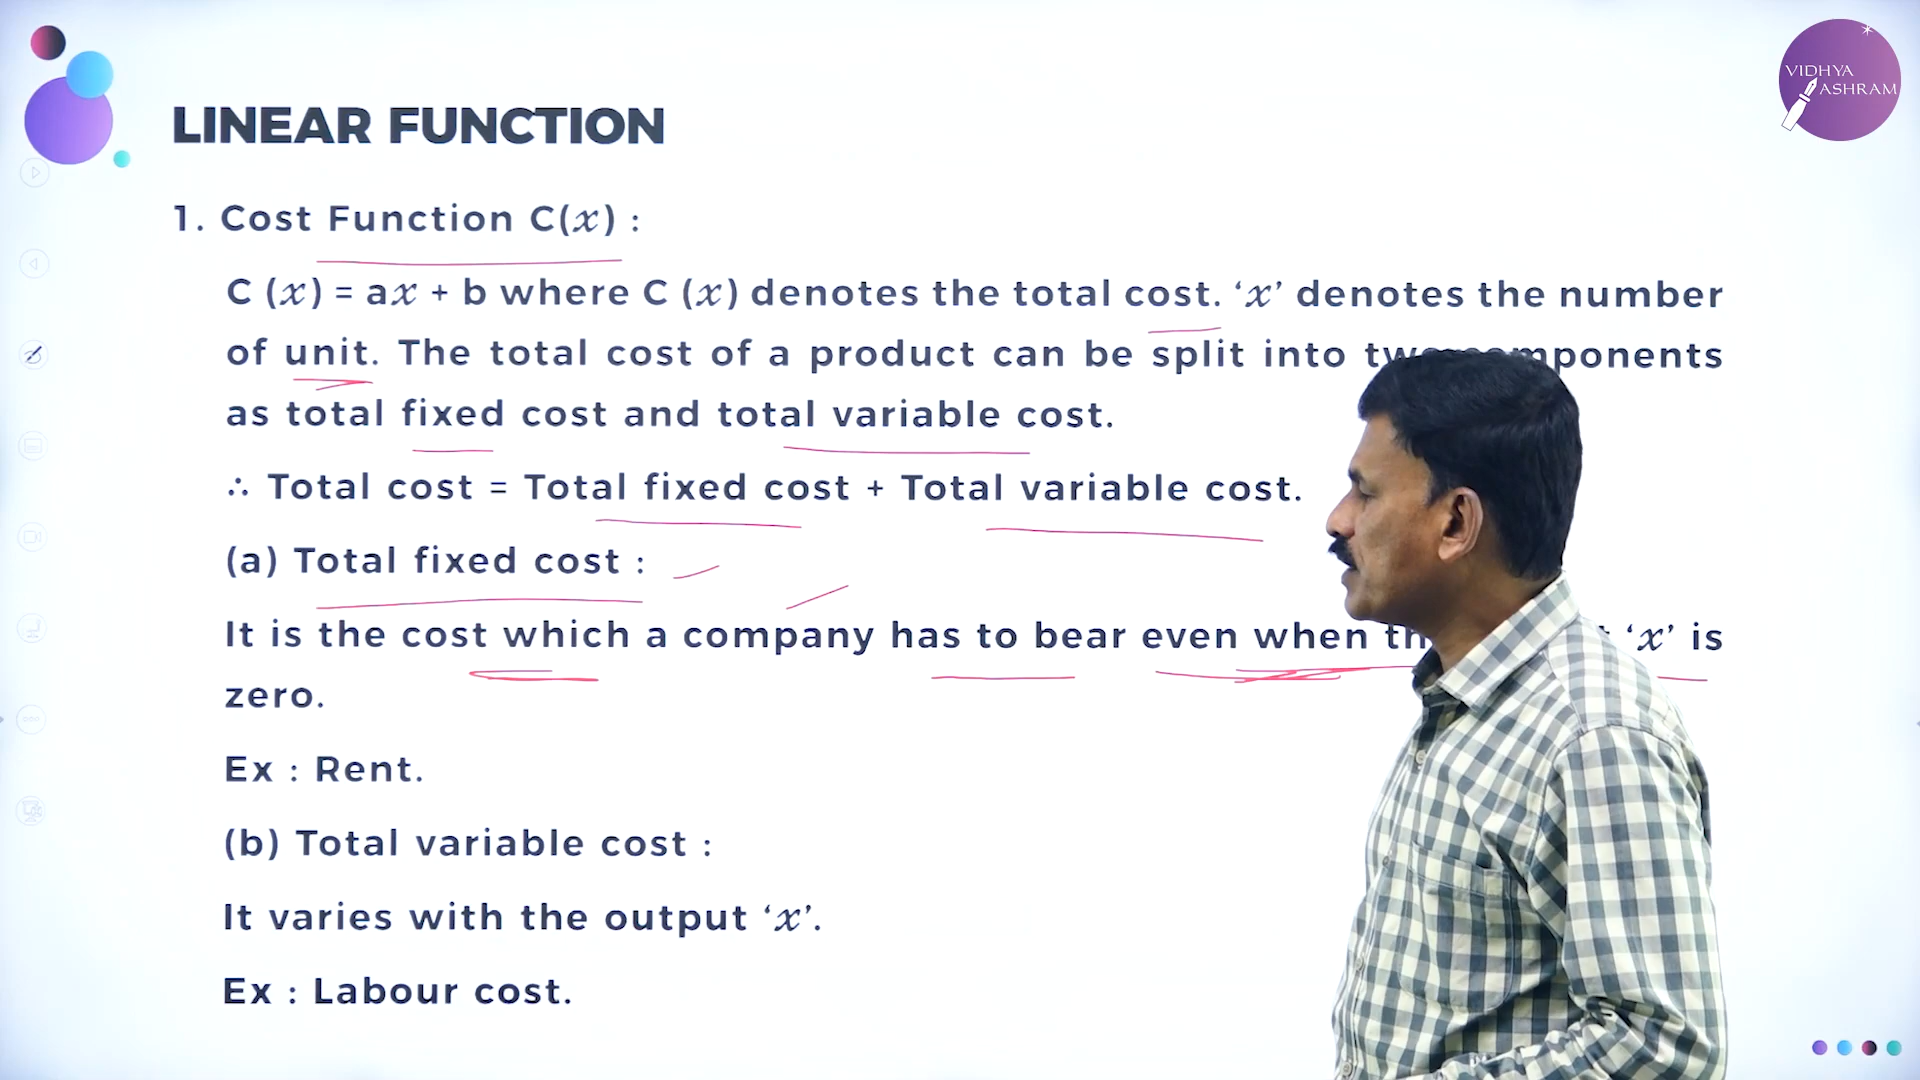 VIDHYA
ASHRAM
LINEAR FUNCTION
1. Cost Function C(x) :
C (x) = ax + b where C (x) denotes the total cost. ‘x’ denotes the number
of unit. The total cost of a product can be split into two components
as total fixed cost and total variable cost.
∴ Total cost = Total fixed cost + Total variable cost.
(a) Total fixed cost :
It is the cost which a company has to bear even when ‘x’ is
zero.
Ex : Rent.
(b) Total variable cost :
It varies with the output ‘x’.
Ex : Labour cost.